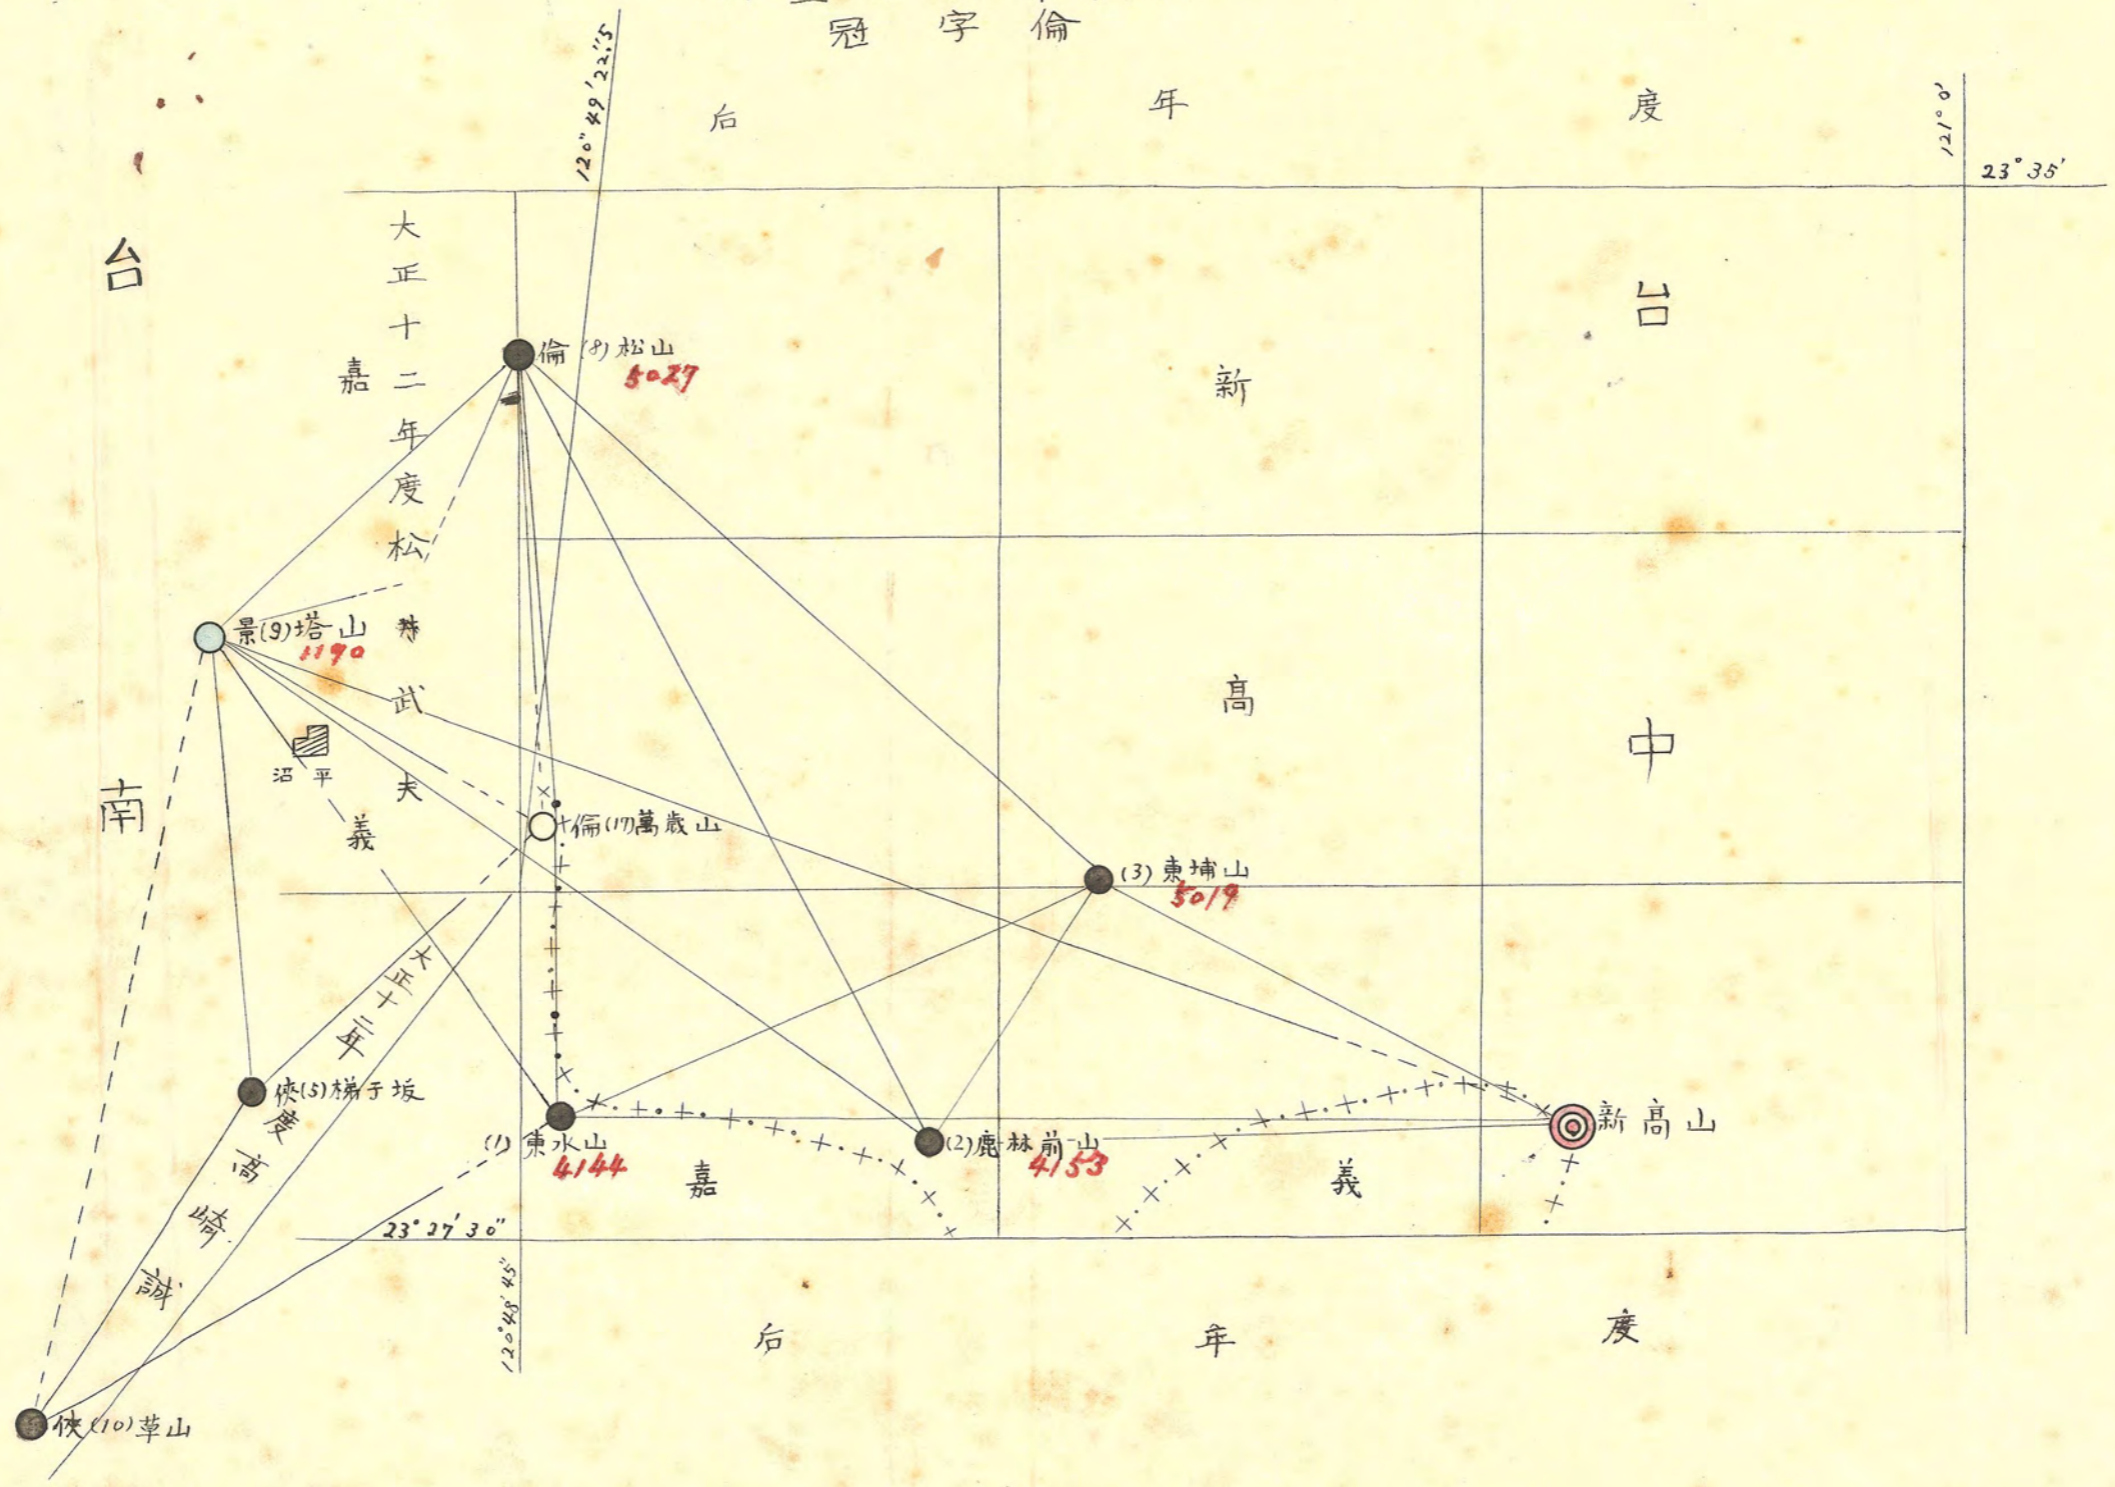 冠 字 倫
后 年 度
120°49'22."5
121°0'
23°35'
台 南
大正十二年度松 武夫
嘉 義
倫(8)松山
5027
新 高
台 中
景(9)塔山
1190
沼平
倫(17)萬歲山
(3)東埔山
5019
大正十二年度高崎誠
俠(5)梯子坂
(1)東水山
4144
(2)鹿林前山
4153
新高山
嘉 義
23°27'30"
120°48'45"
后 年 度
俠(10)草山